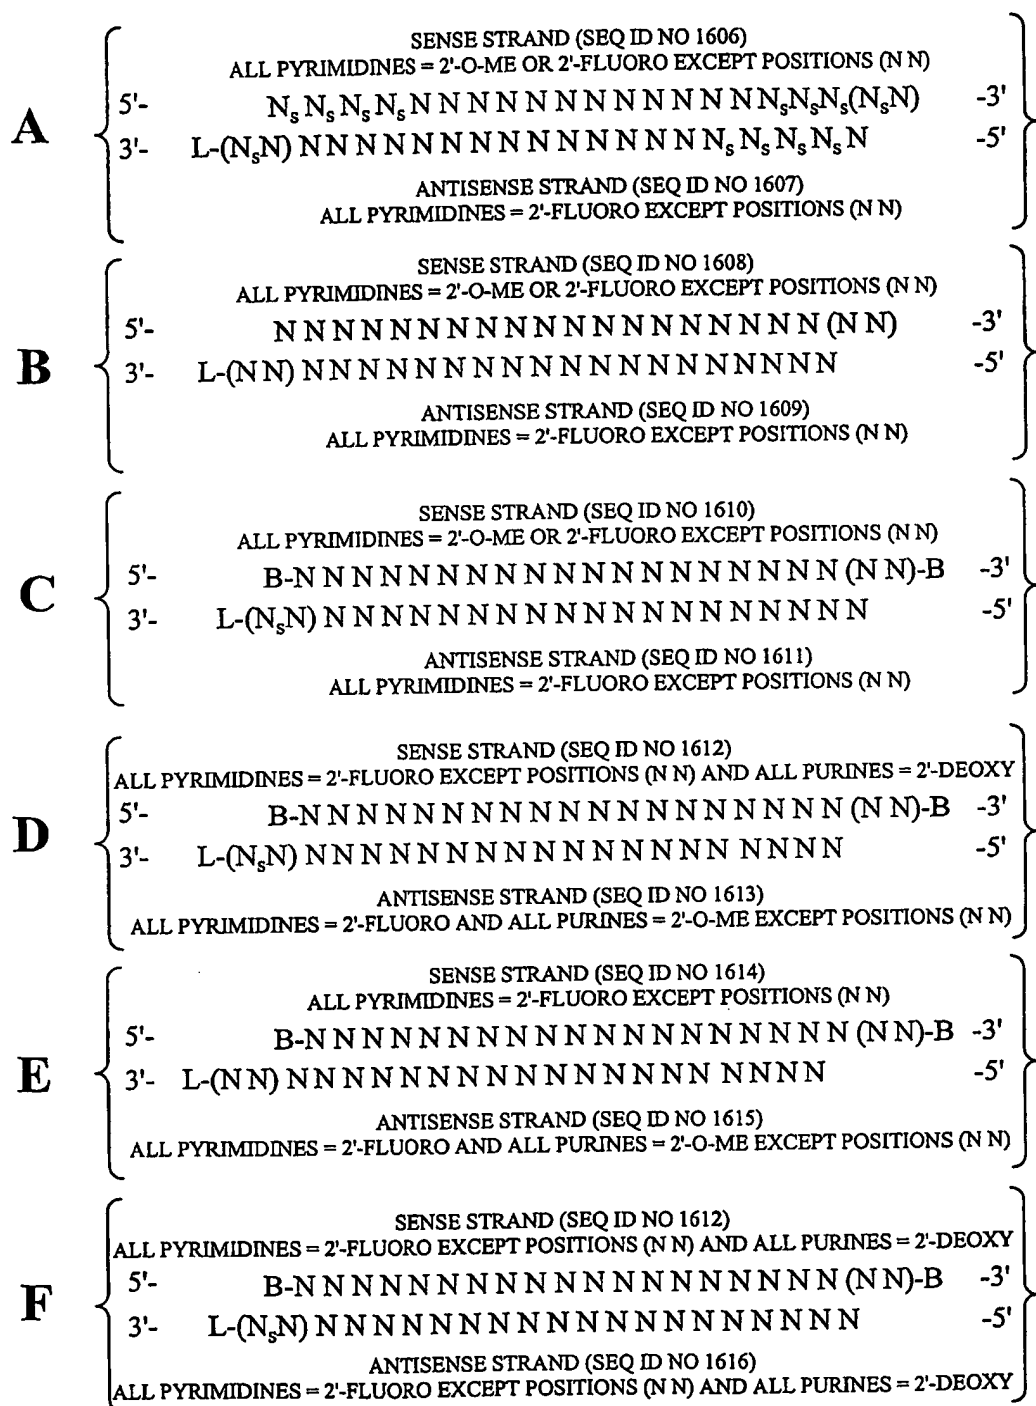 SENSE STRAND (SEQ ID NO 1606)
ALL PYRIMIDINES = 2'-O-ME OR 2'-FLUORO EXCEPT POSITIONS (N N)
A
5'- NₛNₛNₛNₛN N N N N N N N N N N N NₛNₛNₛ(NₛN) -3'
3'- L-(NₛN) N N N N N N N N N N N N N N Nₛ Nₛ Nₛ Nₛ N -5'
ANTISENSE STRAND (SEQ ID NO 1607)
ALL PYRIMIDINES = 2'-FLUORO EXCEPT POSITIONS (N N)
SENSE STRAND (SEQ ID NO 1608)
ALL PYRIMIDINES = 2'-O-ME OR 2'-FLUORO EXCEPT POSITIONS (N N)
B
5'- N N N N N N N N N N N N N N N N N N N (N N) -3'
3'- L-(N N) N N N N N N N N N N N N N N N N N N N -5'
ANTISENSE STRAND (SEQ ID NO 1609)
ALL PYRIMIDINES = 2'-FLUORO EXCEPT POSITIONS (N N)
SENSE STRAND (SEQ ID NO 1610)
ALL PYRIMIDINES = 2'-O-ME OR 2'-FLUORO EXCEPT POSITIONS (N N)
C
5'- B-N N N N N N N N N N N N N N N N N N N (N N)-B -3'
3'- L-(NₛN) N N N N N N N N N N N N N N N N N N N -5'
ANTISENSE STRAND (SEQ ID NO 1611)
ALL PYRIMIDINES = 2'-FLUORO EXCEPT POSITIONS (N N)
SENSE STRAND (SEQ ID NO 1612)
ALL PYRIMIDINES = 2'-FLUORO EXCEPT POSITIONS (N N) AND ALL PURINES = 2'-DEOXY
D
5'- B-N N N N N N N N N N N N N N N N N N N (N N)-B -3'
3'- L-(NₛN) N N N N N N N N N N N N N N N N N N N -5'
ANTISENSE STRAND (SEQ ID NO 1613)
ALL PYRIMIDINES = 2'-FLUORO AND ALL PURINES = 2'-O-ME EXCEPT POSITIONS (N N)
SENSE STRAND (SEQ ID NO 1614)
ALL PYRIMIDINES = 2'-FLUORO EXCEPT POSITIONS (N N)
E
5'- B-N N N N N N N N N N N N N N N N N N N (N N)-B -3'
3'- L-(N N) N N N N N N N N N N N N N N N N N N N -5'
ANTISENSE STRAND (SEQ ID NO 1615)
ALL PYRIMIDINES = 2'-FLUORO AND ALL PURINES = 2'-O-ME EXCEPT POSITIONS (N N)
SENSE STRAND (SEQ ID NO 1612)
ALL PYRIMIDINES = 2'-FLUORO EXCEPT POSITIONS (N N) AND ALL PURINES = 2'-DEOXY
F
5'- B-N N N N N N N N N N N N N N N N N N N (N N)-B -3'
3'- L-(NₛN) N N N N N N N N N N N N N N N N N N N -5'
ANTISENSE STRAND (SEQ ID NO 1616)
ALL PYRIMIDINES = 2'-FLUORO EXCEPT POSITIONS (N N) AND ALL PURINES = 2'-DEOXY